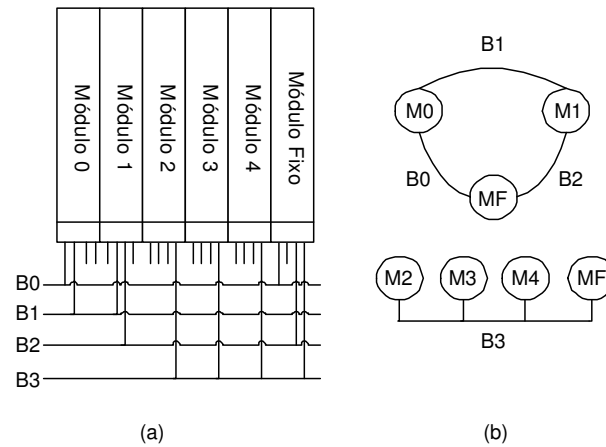 Módulo 0
Módulo 1
Módulo 2
Módulo 3
Módulo 4
Módulo Fixo
B0
B1
B2
B3
(a)
B1
M0
M1
B0
B2
MF
M2
M3
M4
MF
B3
(b)